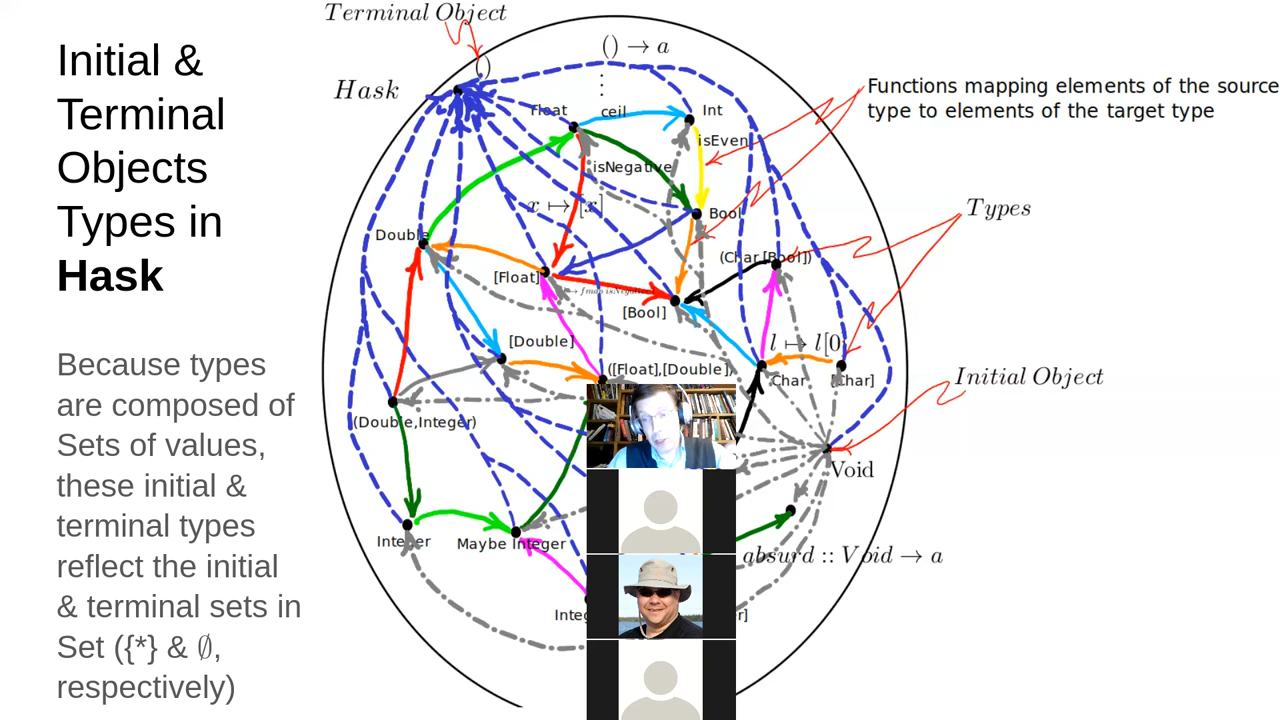 Initial &
Terminal
Objects
Types in
Hask
Because types
are composed of
Sets of values,
these initial &
terminal types
reflect the initial
& terminal sets in
Set ({*} & ∅,
respectively)
Terminal Object
()
() → a
Hask
Functions mapping elements of the source
type to elements of the target type
Float
ceil
Int
isEven
isNegative
x ↦ [x]
Bool
Types
Double
(Char,[Bool])
[Float]
fmap isNegative
[Bool]
[Double]
l ↦ l[0]
([Float],[Double])
Char
[Char]
Initial Object
(Double,Integer)
Void
Integer
Maybe Integer
absurd :: Void → a